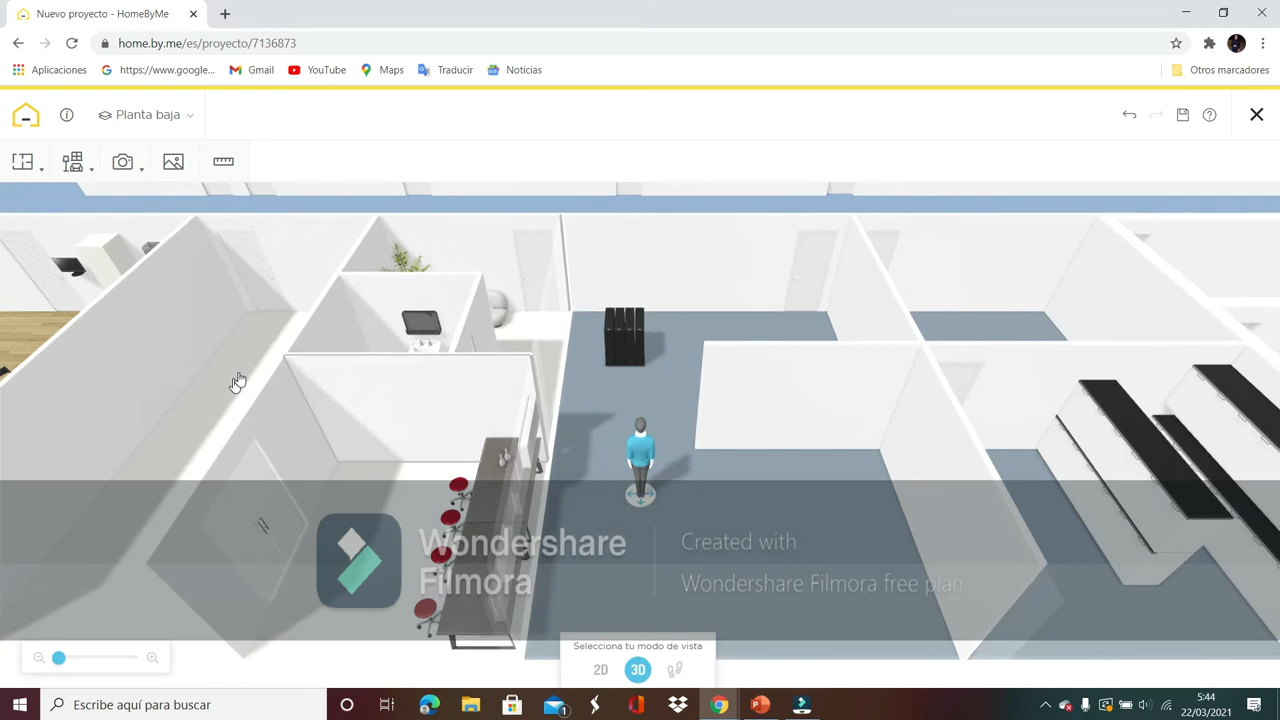 Nuevo proyecto - HomeByMe
home.by.me/es/proyecto/7136873
Aplicaciones
https://www.google...
Gmail
YouTube
Maps
Traducir
Noticias
Otros marcadores
Planta baja
Wondershare
Filmora
Created with
Wondershare Filmora free plan
Selecciona tu modo de vista
2D
3D
Escribe aquí para buscar
1
5:44
22/03/2021